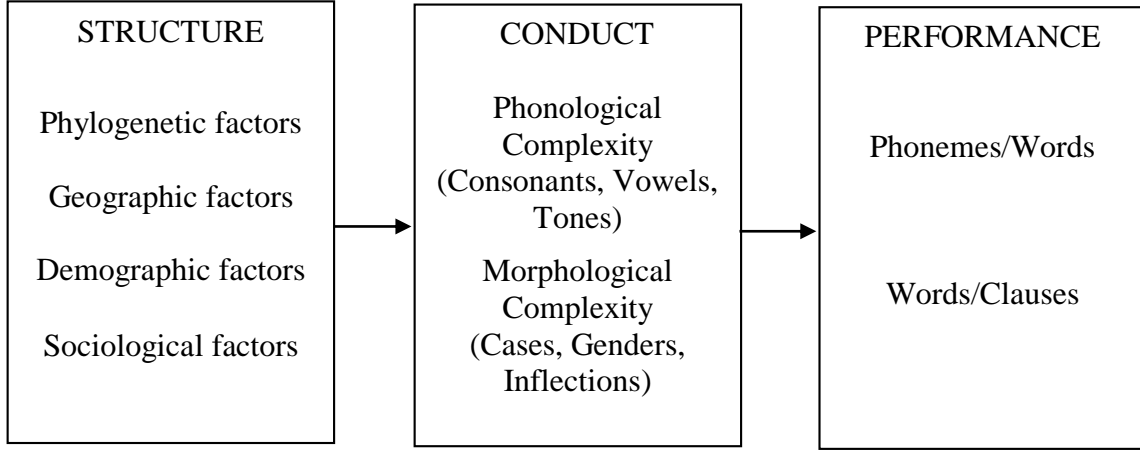 STRUCTURE
Phylogenetic factors
Geographic factors
Demographic factors
Sociological factors
CONDUCT
Phonological
Complexity
(Consonants, Vowels,
Tones)
Morphological
Complexity
(Cases, Genders,
Inflections)
PERFORMANCE
Phonemes/Words
Words/Clauses